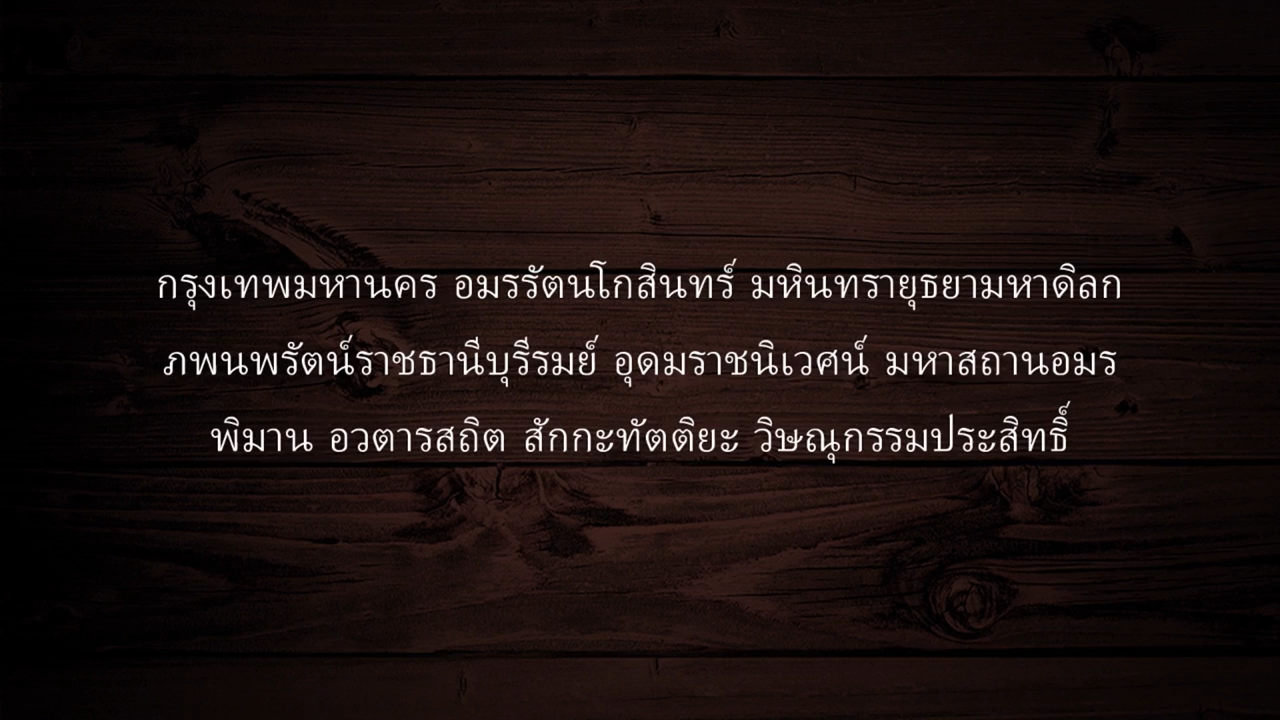 กรุงเทพมหานคร อมรรัตนโกสินทร์ มหินทรายุธยามหาดิลก
ภพนพรัตน์ราชธานีบุรีรมย์ อุดมราชนิเวศน์ มหาสถานอมร
พิมาน อวตารสถิต สักกะทัตติยะ วิษณุกรรมประสิทธิ์